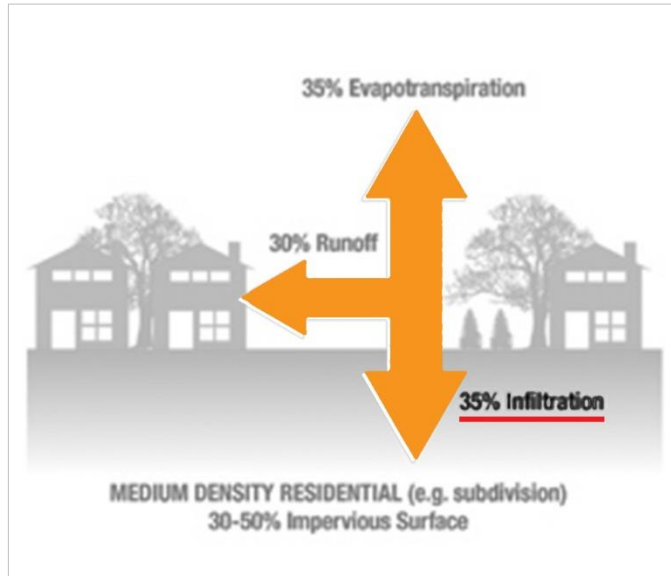 35% Evapotranspiration
30% Runoff
35% Infiltration
MEDIUM DENSITY RESIDENTIAL (e.g. subdivision)
30-50% Impervious Surface